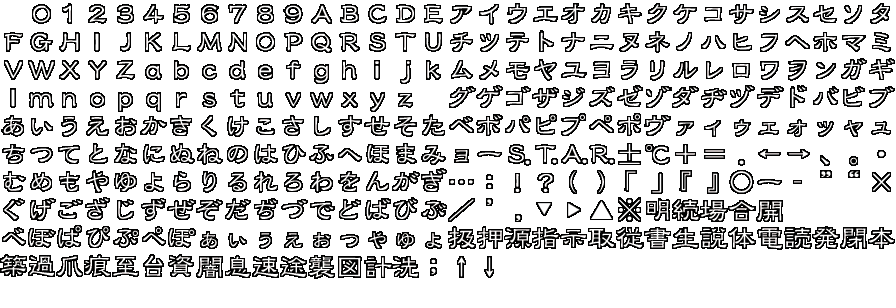 0123456789ABCDEアイウエオカキクケコサシスセソタ
FGHIJKLMNOPQRSTUチツテトナニヌネノハヒフヘホマミ
VWXYZabcdefghijkムメモヤユヨラリルレロワヲンガギ
lmnopqrstuvwxyz グゲゴザジズゼゾダヂヅデドバビブ
あいうえおかきくけこさしすせそたベボパピプペポヴァィゥェォッャュ
ちつてとなにぬねのはひふへほまみョーS.T.A.R.±℃+=.←→、。・
むめもやゆよらりるれろわをんがぎ…:!?()「」『』○~-〝〝 ×
ぐげござじずぜぞだぢづでどばびぶ/',▽▷△※明続場合開
べぼぱぴぷぺぽぁぃぅぇぉっゃゅょ扱押源指示取従書生説体電読発閉本
築過爪痕至台資闇息速途襲図計洗;↑↓